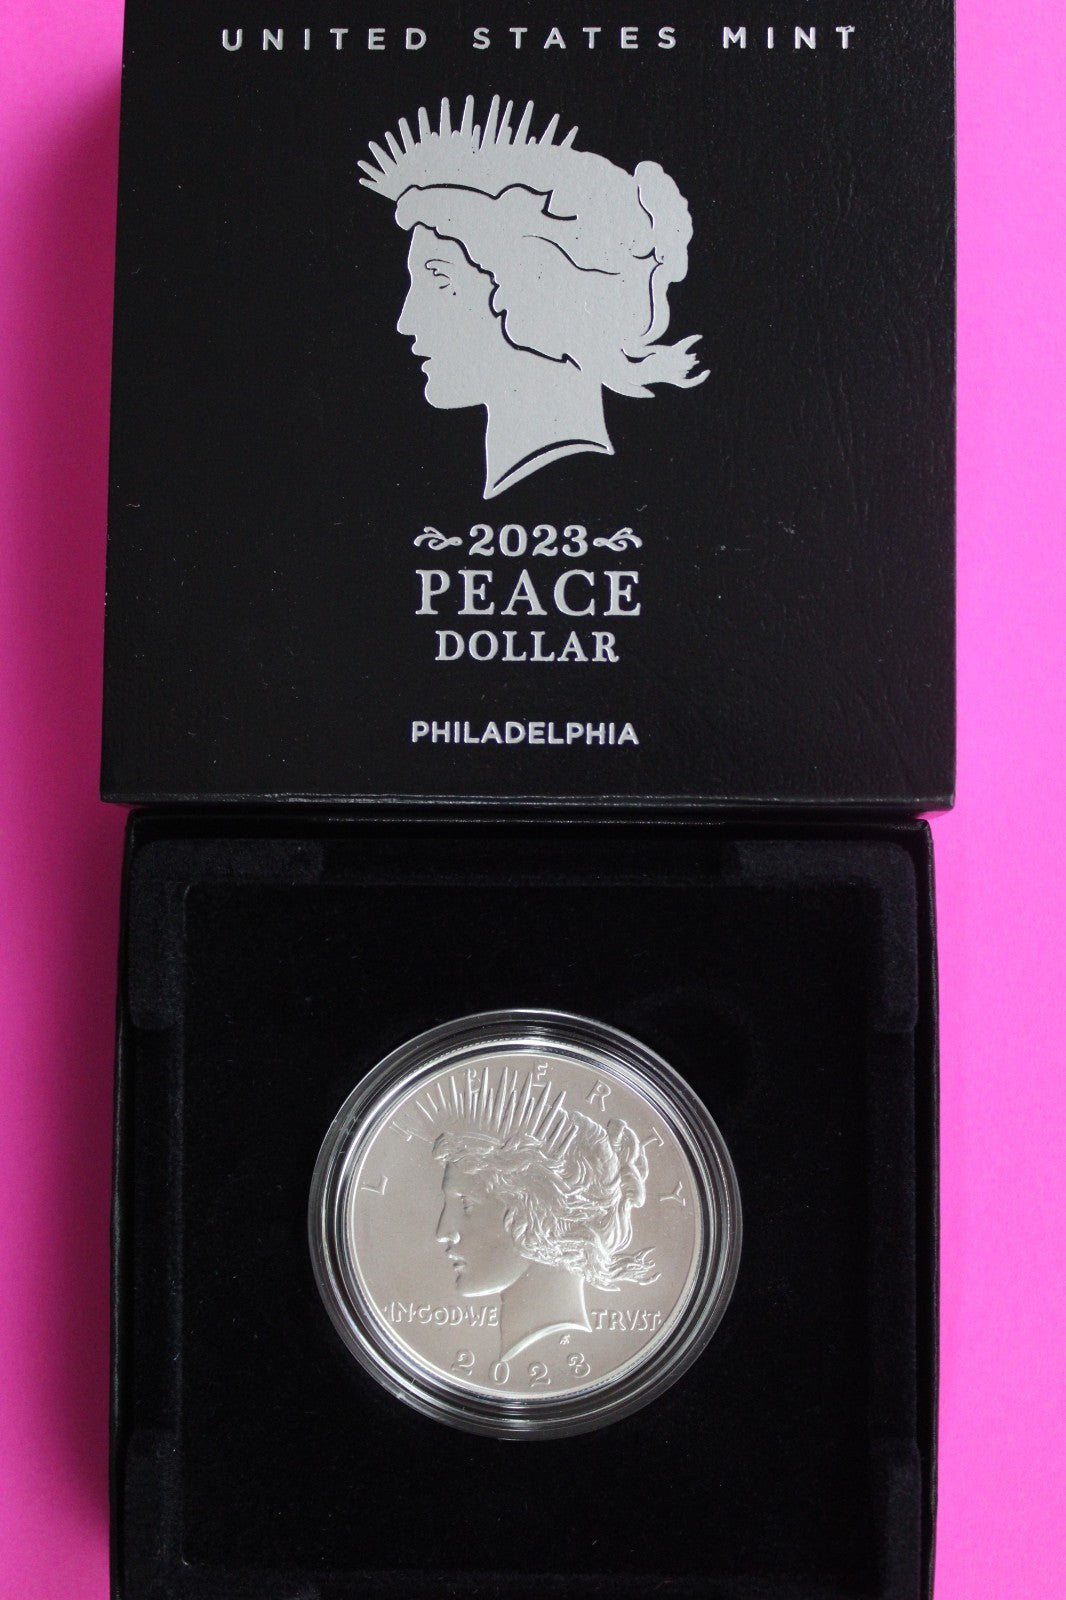 UNITED STATES MINT
2023
PEACE
DOLLAR
PHILADELPHIA
LIBERTY
IN·GOD·WE TRVST·
2023